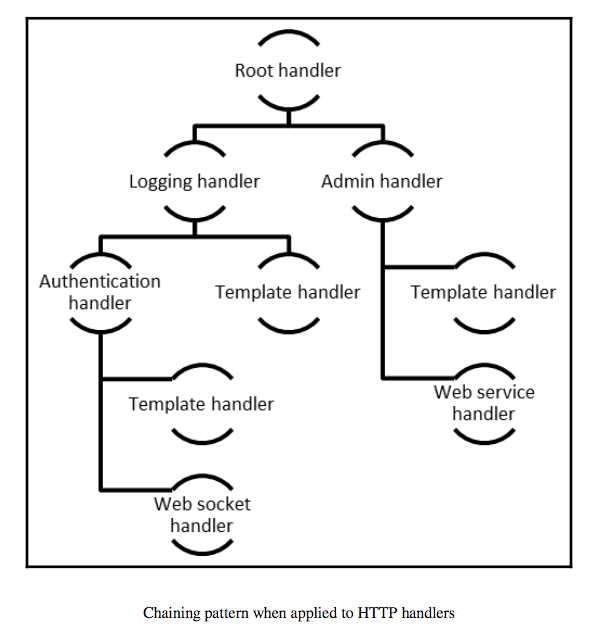 Root handler
Logging handler
Admin handler
Authentication
handler
Template handler
Template handler
Template handler
Web service
handler
Web socket
handler
Chaining pattern when applied to HTTP handlers